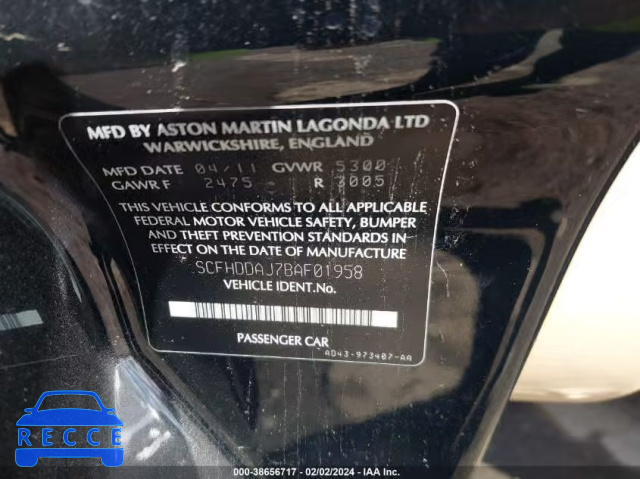 MFD BY ASTON MARTIN LAGONDA LTD
WARWICKSHIRE, ENGLAND
MFD DATE 04/11 GVWR 5300
GAWR F 2475 - R 3005
THIS VEHICLE CONFORMS TO ALL APPLICABLE
FEDERAL MOTOR VEHICLE SAFETY, BUMPER
AND THEFT PREVENTION STANDARDS IN
EFFECT ON THE DATE OF MANUFACTURE
SCFHDDAJ7BAF01958
VEHICLE IDENT.No.
PASSENGER CAR
AD43-973407-AA
RECCE
000-38656717 - 02/02/2024 - IAA Inc.